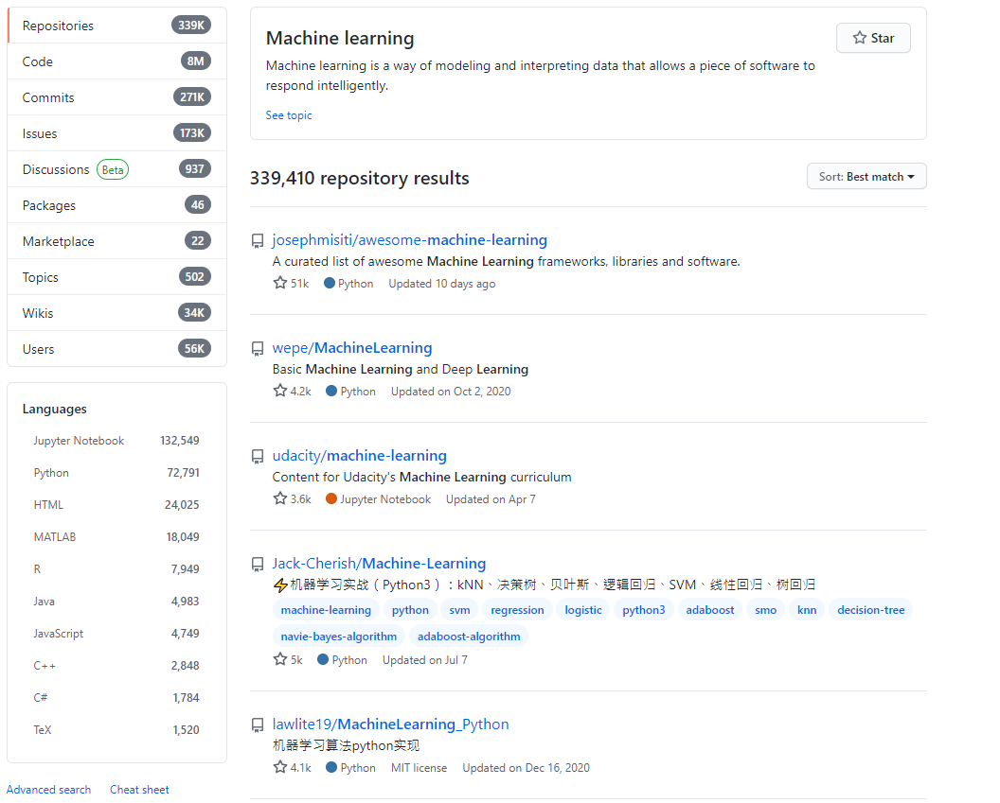 Repositories 339K
Code 8M
Commits 271K
Issues 173K
Discussions Beta 937
Packages 46
Marketplace 22
Topics 502
Wikis 34K
Users 56K
Languages
Jupyter Notebook 132,549
Python 72,791
HTML 24,025
MATLAB 18,049
R 7,949
Java 4,983
JavaScript 4,749
C++ 2,848
C# 1,784
TeX 1,520
Advanced search Cheat sheet
Machine learning
Star
Machine learning is a way of modeling and interpreting data that allows a piece of software to
respond intelligently.
See topic
339,410 repository results
Sort: Best match
josephmisiti/awesome-machine-learning
A curated list of awesome Machine Learning frameworks, libraries and software.
51k Python Updated 10 days ago
wepe/MachineLearning
Basic Machine Learning and Deep Learning
4.2k Python Updated on Oct 2, 2020
udacity/machine-learning
Content for Udacity's Machine Learning curriculum
3.6k Jupyter Notebook Updated on Apr 7
Jack-Cherish/Machine-Learning
⚡机器学习实战（Python3）：kNN、决策树、贝叶斯、逻辑回归、SVM、线性回归、树回归
machine-learning python svm regression logistic python3 adaboost smo knn decision-tree
navie-bayes-algorithm adaboost-algorithm
5k Python Updated on Jul 7
lawlite19/MachineLearning_Python
机器学习算法python实现
4.1k Python MIT license Updated on Dec 16, 2020